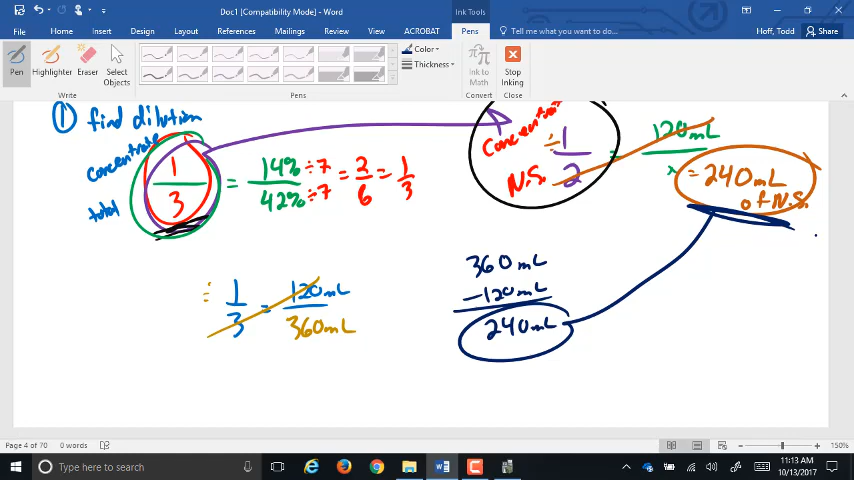 Doc1 [Compatibility Mode] - Word
Ink Tools
Hoff, Todd
File Home Insert Design Layout References Mailings Review View ACROBAT Pens Tell me what you want to do... Share
Pen Highlighter Eraser Select Objects
Color
Thickness
Ink to Math
Stop Inking
Write Pens Convert Close
① find dilution
concentrate
total
1/3 = 14% ÷7 / 42% ÷7 = 2/6 = 1/3
Concentrate
N.S.
÷ 1/2 = 120mL / x = 240mL
of N.S.
÷ 1/3 = 120mL / 360mL
360mL
-120mL
240mL
Page 4 of 70 0 words 150%
Type here to search
11:13 AM
10/13/2017